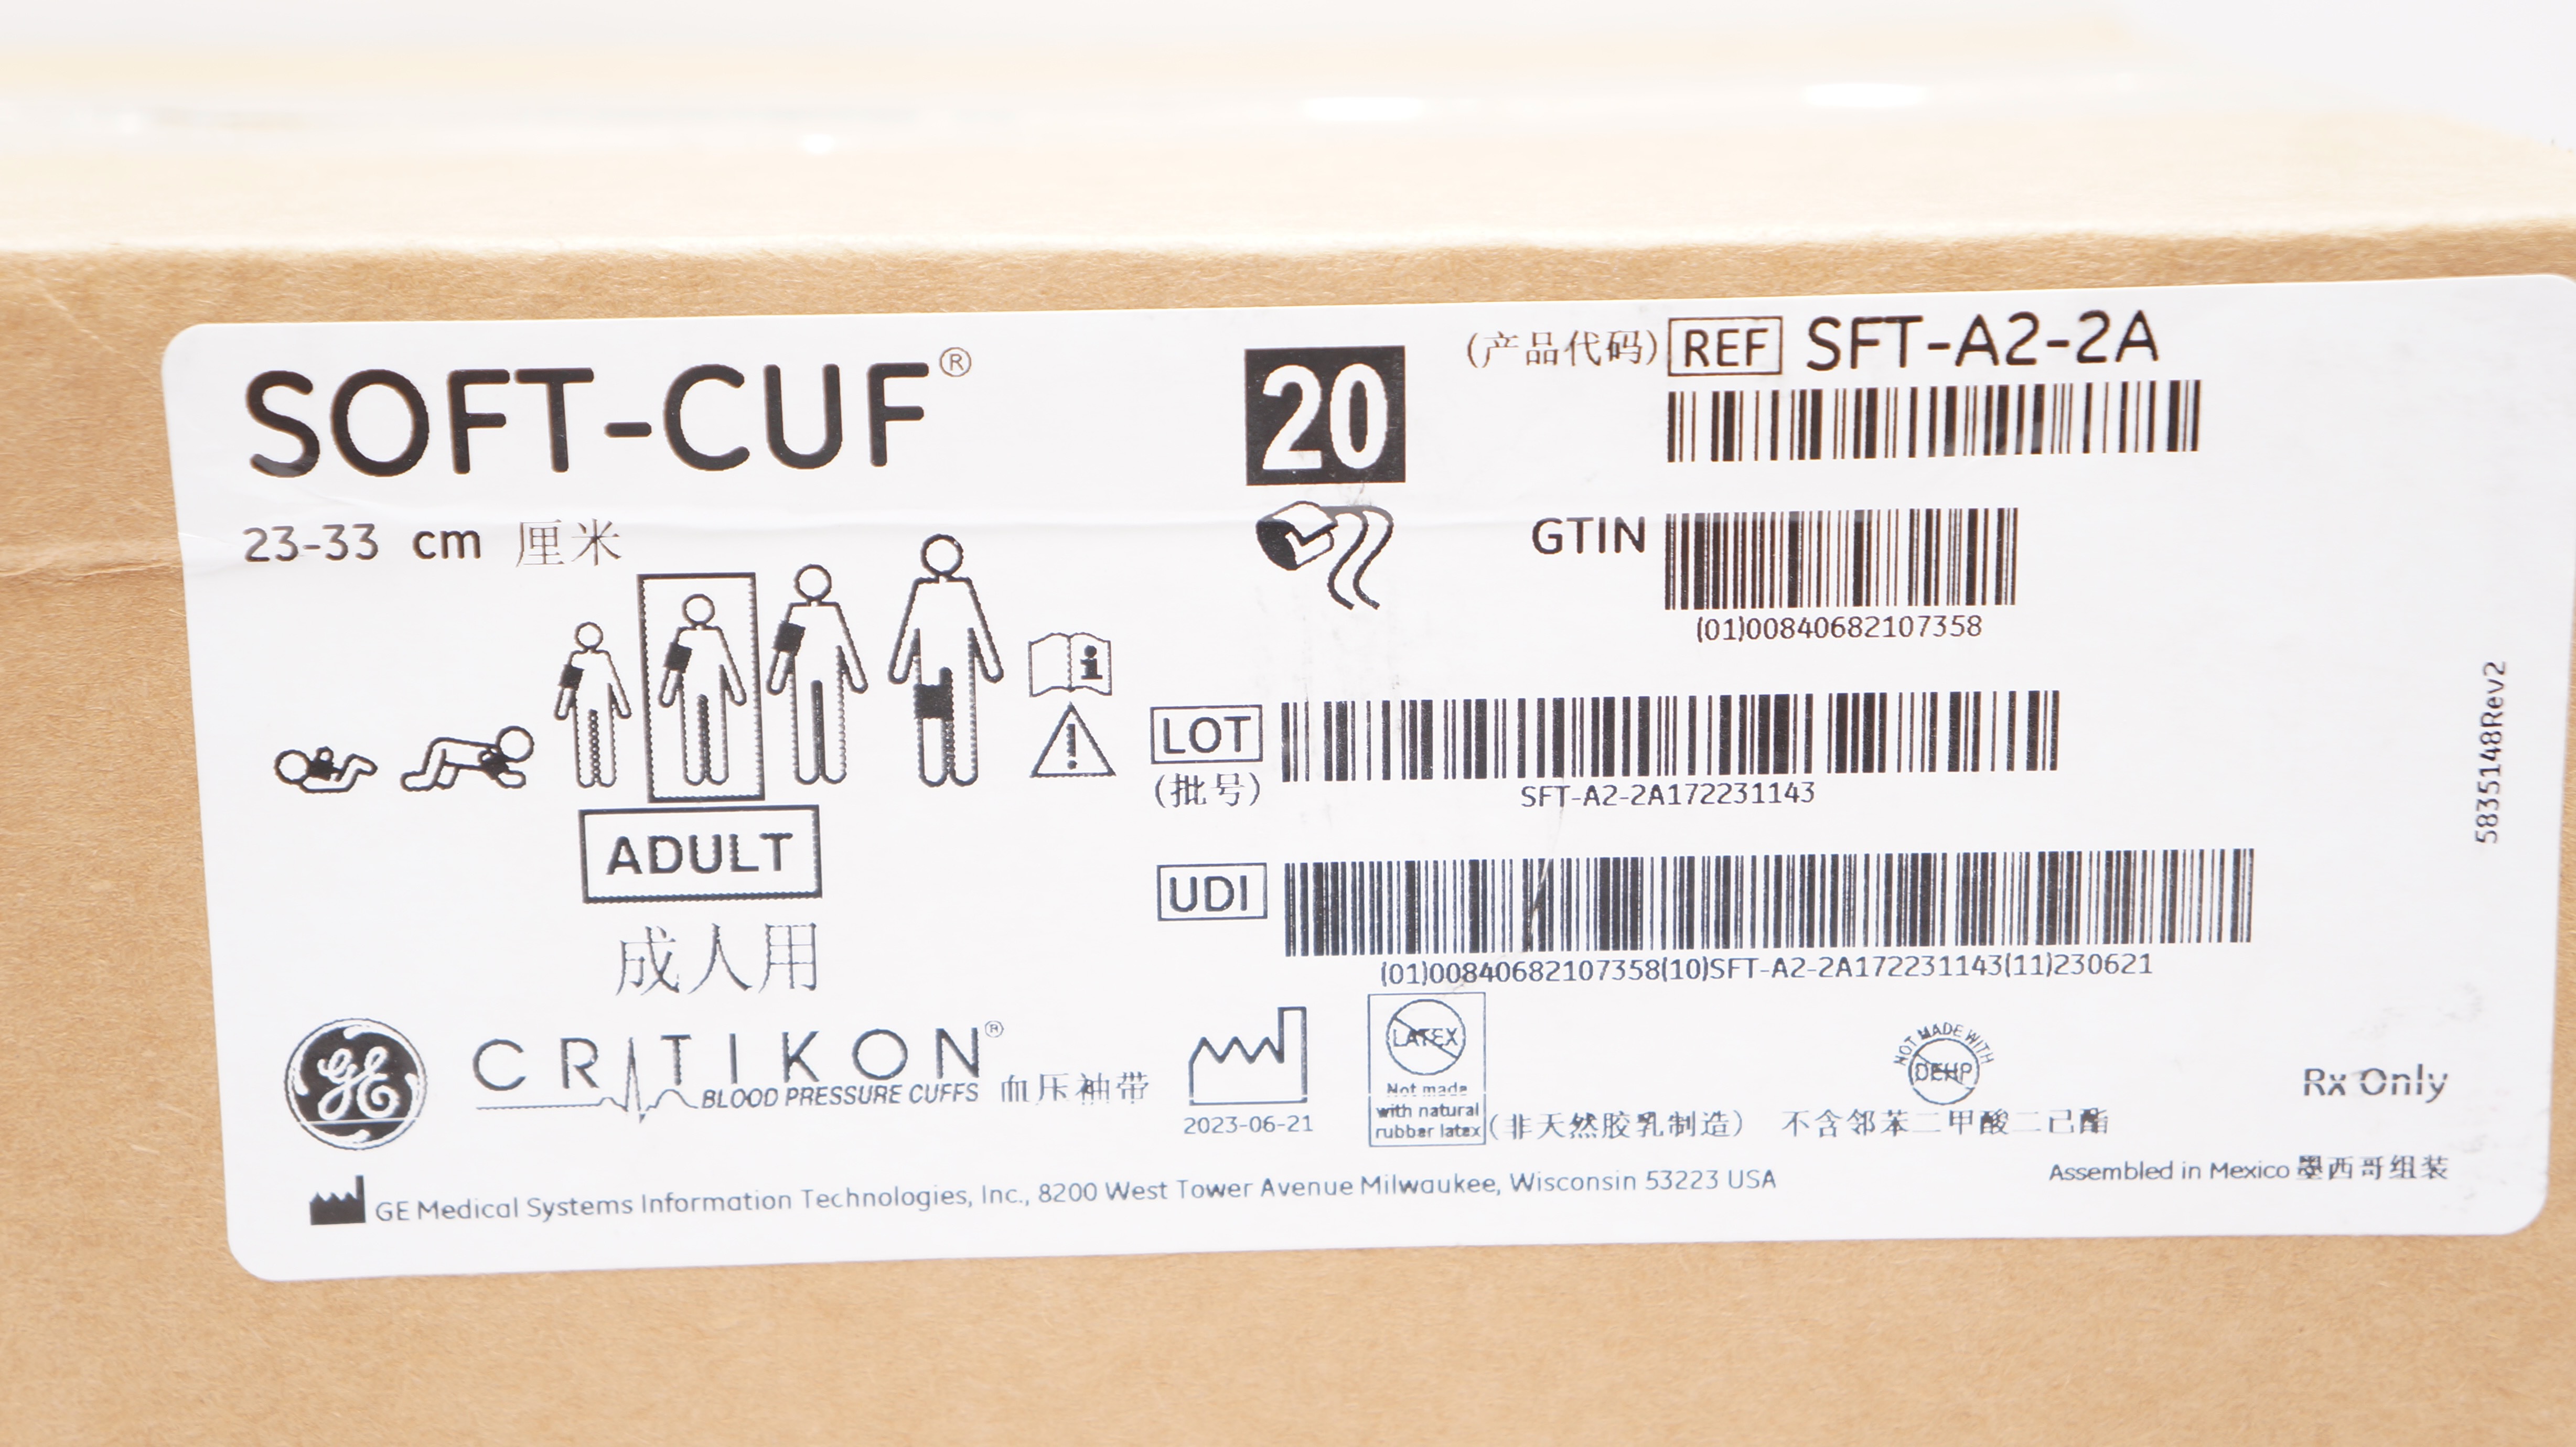 SOFT-CUF®
23-33 cm 厘米
ADULT
成人用
20
(产品代码) REF SFT-A2-2A
GTIN
(01)00840682107358
LOT
(批号)
SFT-A2-2A172231143
UDI
(01)00840682107358(10)SFT-A2-2A172231143(11)230621
5835148Rev2
GE
CRITIKON®
BLOOD PRESSURE CUFFS 血压袖带
2023-06-21
LATEX
Not made
with natural
rubber latex
(非天然胶乳制造)
NOT MADE WITH
DEHP
不含邻苯二甲酸二己酯
Rx Only
GE Medical Systems Information Technologies, Inc., 8200 West Tower Avenue Milwaukee, Wisconsin 53223 USA
Assembled in Mexico 墨西哥组装